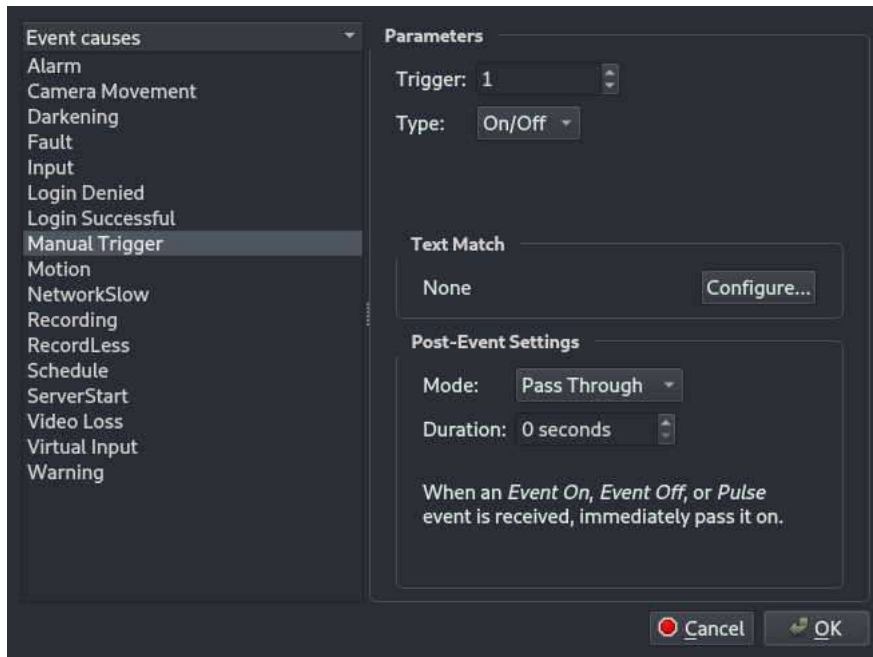 Event causes
Alarm
Camera Movement
Darkening
Fault
Input
Login Denied
Login Successful
Manual Trigger
Motion
NetworkSlow
Recording
RecordLess
Schedule
ServerStart
Video Loss
Virtual Input
Warning
Parameters
Trigger: 1
Type: On/Off
Text Match
None Configure...
Post-Event Settings
Mode: Pass Through
Duration: 0 seconds
When an Event On, Event Off, or Pulse
event is received, immediately pass it on.
Cancel OK